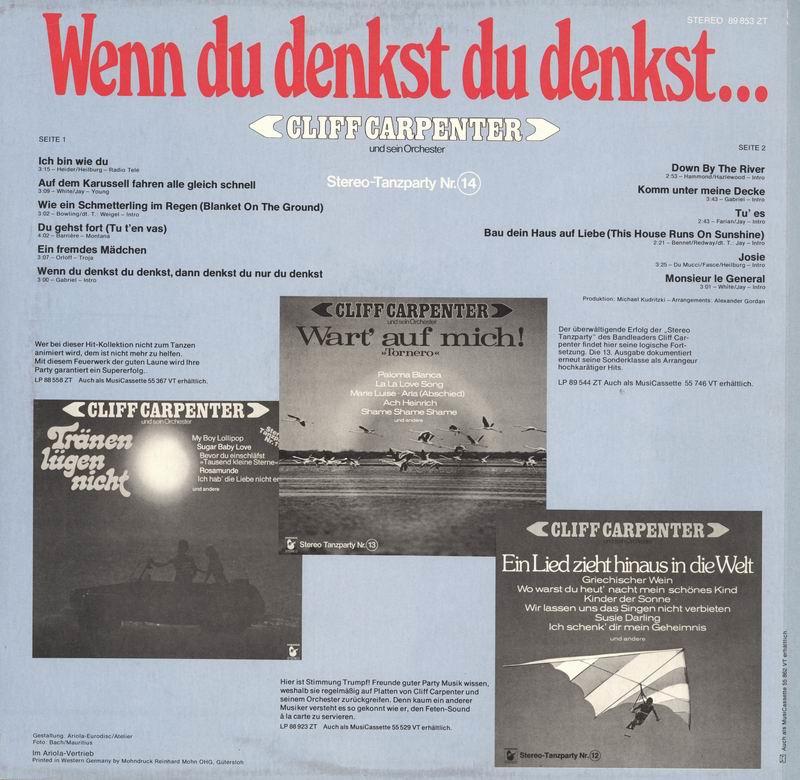 STEREO 89 853 ZT
Wenn du denkst du denkst...
CLIFF CARPENTER
und sein Orchester
Stereo-Tanzparty Nr. 14
SEITE 1
Ich bin wie du
3:15 – Heider/Heilburg – Radio Tele
Auf dem Karussell fahren alle gleich schnell
3:09 – White/Jay – Young
Wie ein Schmetterling im Regen (Blanket On The Ground)
3:02 – Bowling/dt. T.: Weigel – Intro
Du gehst fort (Tu t'en vas)
4:02 – Barrière – Montana
Ein fremdes Mädchen
3:07 – Orloff – Troja
Wenn du denkst du denkst, dann denkst du nur du denkst
3:00 – Gabriel – Intro
SEITE 2
Down By The River
2:53 – Hammond/Hazlewood – Intro
Komm unter meine Decke
3:43 – Gabriel – Intro
Tu' es
2:43 – Farian/Jay – Intro
Bau dein Haus auf Liebe (This House Runs On Sunshine)
2:21 – Bennet/Redway/dt. T.: Jay – Intro
Josie
3:25 – Du Mucci/Fasce/Heilburg – Intro
Monsieur le General
3:01 – White/Jay – Intro
Produktion: Michael Kudritzki – Arrangements: Alexander Gordan
Wer bei dieser Hit-Kollektion nicht zum Tanzen
animiert wird, dem ist nicht mehr zu helfen.
Mit diesem Feuerwerk der guten Laune wird Ihre
Party garantiert ein Supererfolg..
LP 88 558 ZT Auch als MusiCassette 55 367 VT erhältlich.
CLIFF CARPENTER
und sein Orchester
Tränen
lügen
nicht
My Boy Lollipop
Sugar Baby Love
Bevor du einschläfst
»Tausend kleine Sterne«
Rosamunde
Ich hab' die Liebe nicht er
und andere
CLIFF CARPENTER
und sein Orchester
Wart' auf mich!
»Tornero«
Paloma Blanca
La La Love Song
Marie Luise · Aria (Abschied)
Ach Heinrich
Shame Shame Shame
und andere
Stereo Tanzparty Nr. 13
Der überwältigende Erfolg der „Stereo
Tanzparty" des Bandleaders Cliff Car-
penter findet hier seine logische Fort-
setzung. Die 13. Ausgabe dokumentiert
erneut seine Sonderklasse als Arrangeur
hochkarätiger Hits.
LP 89 544 ZT Auch als MusiCassette 55 746 VT erhältlich.
CLIFF CARPENTER
Ein Lied zieht hinaus in die Welt
Griechischer Wein
Wo warst du heut' nacht mein schönes Kind
Kinder der Sonne
Wir lassen uns das Singen nicht verbieten
Susie Darling
Ich schenk' dir mein Geheimnis
und andere
Stereo-Tanzparty Nr. 12
Hier ist Stimmung Trumpf! Freunde guter Party Musik wissen,
weshalb sie regelmäßig auf Platten von Cliff Carpenter und
seinem Orchester zurückgreifen. Denn kaum ein anderer
Musiker versteht es so gekonnt wie er, den Feten-Sound
à la carte zu servieren.
LP 86 923 ZT Auch als MusiCassette 55 529 VT erhältlich.
Gestaltung: Ariola-Eurodisc/Atelier
Foto: Bach/Mauritius
Im Ariola-Vertrieb
Printed in Western Germany by Mohndruck Reinhard Mohn OHG, Gütersloh
Auch als MusiCassette 55 862 VT erhältlich.